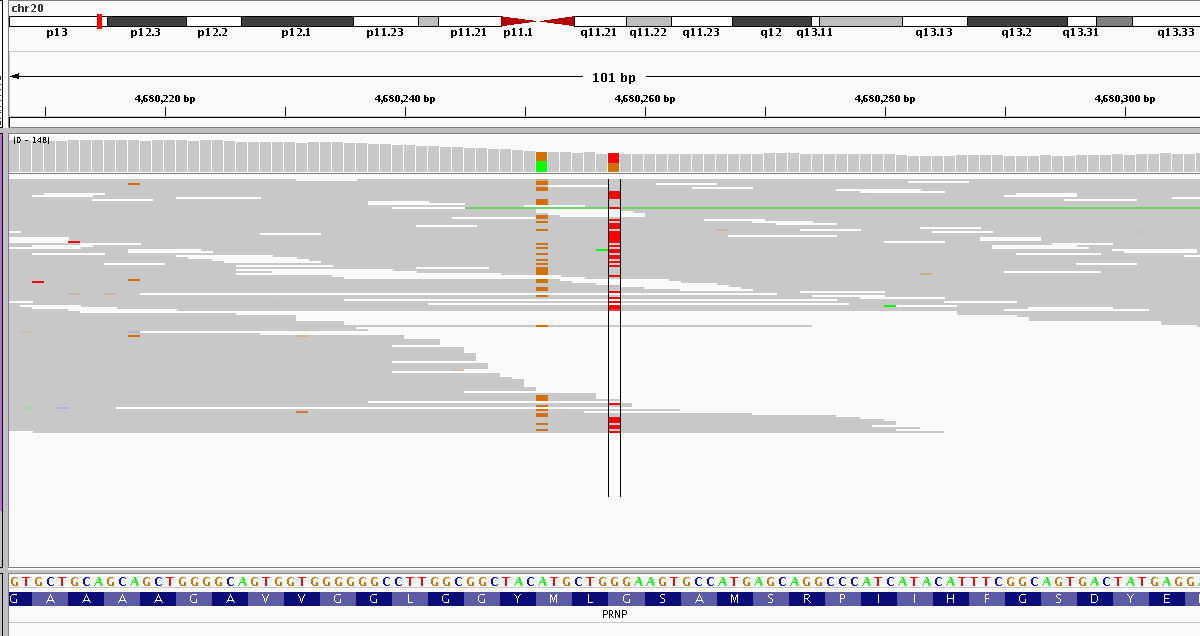 chr20
p13 p12.3 p12.2 p12.1 p11.23 p11.21 p11.1 q11.21 q11.22 q11.23 q12 q13.11 q13.13 q13.2 q13.31 q13.33
101 bp
4,680,220 bp 4,680,240 bp 4,680,260 bp 4,680,280 bp 4,680,300 bp
GTGCTGCAGCAGCTGGGGCAGTGGTGGGGGGCCTTGGCGGCTACATGCTGGGAAGTGCCATGAGCAGGCCCATCATACATTTCGGCAGTGACTATGAGG
G A A A A G A V V G G L G G Y M L G S A M S R P I I H F G S D Y E
PRNP